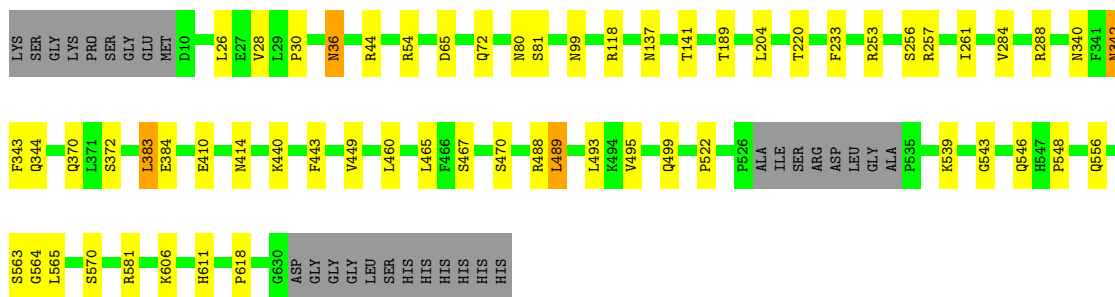 LYS SER GLY LYS PRO SER GLY GLU MET D10 L26 E27 V28 L29 P30 N36 R44 R54 D65 Q72 N80 S81 N99 R118 N137 T141 T189 L204 T220 F233 R253 S256 R257 I261 V284 R288 N340 F341 N342
F343 Q344 Q370 L371 S372 L383 E384 E410 N414 K440 F443 V449 L460 L465 F466 S467 S470 R488 L489 L493 K494 V495 Q499 P522 P526 ALA ILE SER ARG ASP LEU GLY ALA P535 K539 G543 Q546 H547 P548 Q556
S563 G564 L565 S570 R581 K606 H611 P618 G630 ASP GLY GLY GLY LEU SER HIS HIS HIS HIS HIS HIS